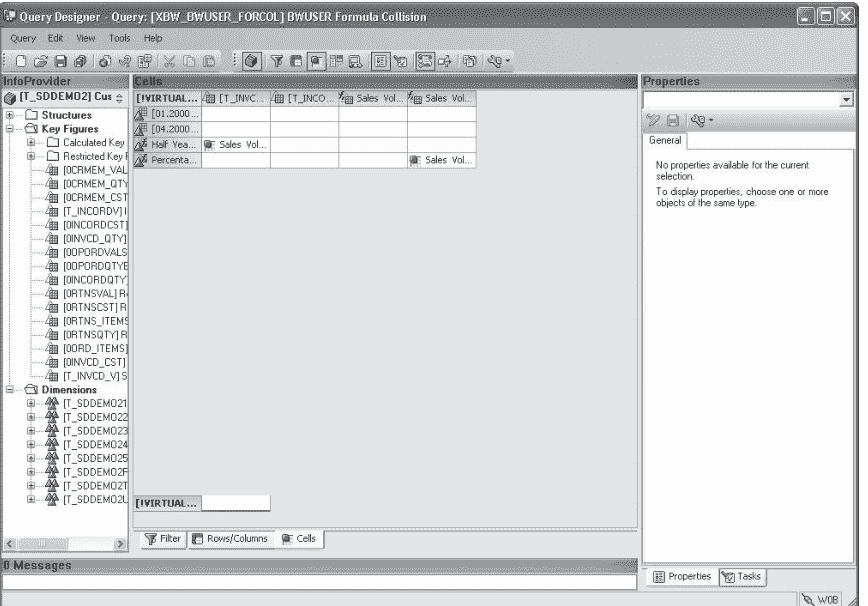 Query Designer - Query: [XBW_BWUSER_FORCOL] BWUSER Formula Collision
Query Edit View Tools Help
InfoProvider
[T_SDDEMO2] Cus
Structures
Key Figures
Calculated Key
Restricted Key F
[0CRMEM_VAL
[0CRMEM_QTY
[0CRMEM_CST
[T_INCORDV] I
[0INCORDCST]
[0INVCD_QTY]
[0OPORDVALS
[0OPORDQTYB
[0INCORDQTY
[0RTNSVAL] R
[0RTNSCST] R
[0RTNS_ITEMS
[0RTNSQTY] R
[0ORD_ITEMS]
[0INVCD_CST]
[T_INVCD_V] S
Dimensions
[T_SDDEMO21
[T_SDDEMO22
[T_SDDEMO23
[T_SDDEMO24
[T_SDDEMO25
[T_SDDEMO2P
[T_SDDEMO2T
[T_SDDEMO2U
Cells
[!VIRTUAL... [T_INVC... [T_INCO... Sales Vol... Sales Vol...
[01.2000...
[04.2000...
Half Yea... Sales Vol...
Percenta... Sales Vol...
[!VIRTUAL...
Filter Rows/Columns Cells
Properties
General
No properties available for the current
selection.
To display properties, choose one or more
objects of the same type.
Properties Tasks
0 Messages
W0B